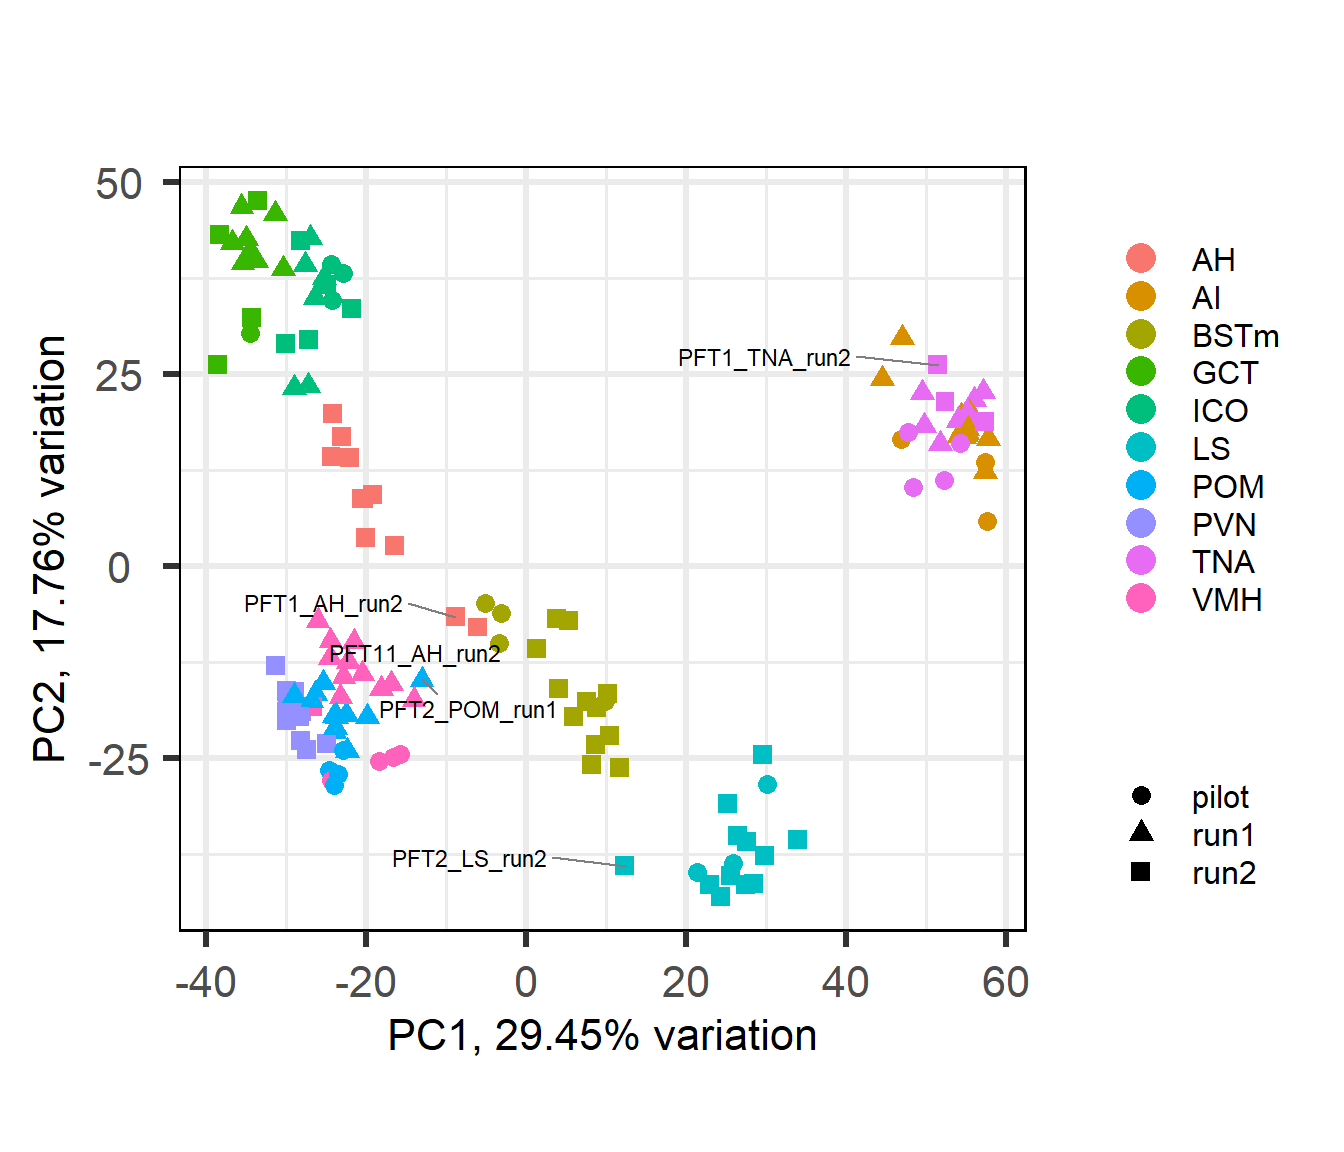 50
25
0
-25
-40
-20
0
20
40
60
PC1, 29.45% variation
PC2, 17.76% variation
PFT1_TNA_run2
PFT1_AH_run2
PFT11_AH_run2
PFT2_POM_run1
PFT2_LS_run2
AH
AI
BSTm
GCT
ICO
LS
POM
PVN
TNA
VMH
pilot
run1
run2